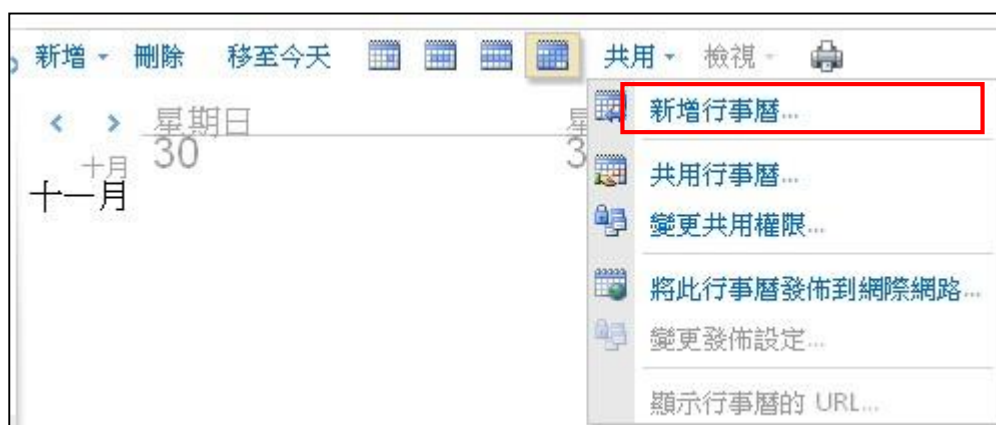 新增 刪除 移至今天 共用 檢視
新增行事曆...
星期日
30 3
十月
十一月
共用行事曆...
變更共用權限...
將此行事曆發佈到網際網路...
變更發佈設定...
顯示行事曆的 URL...